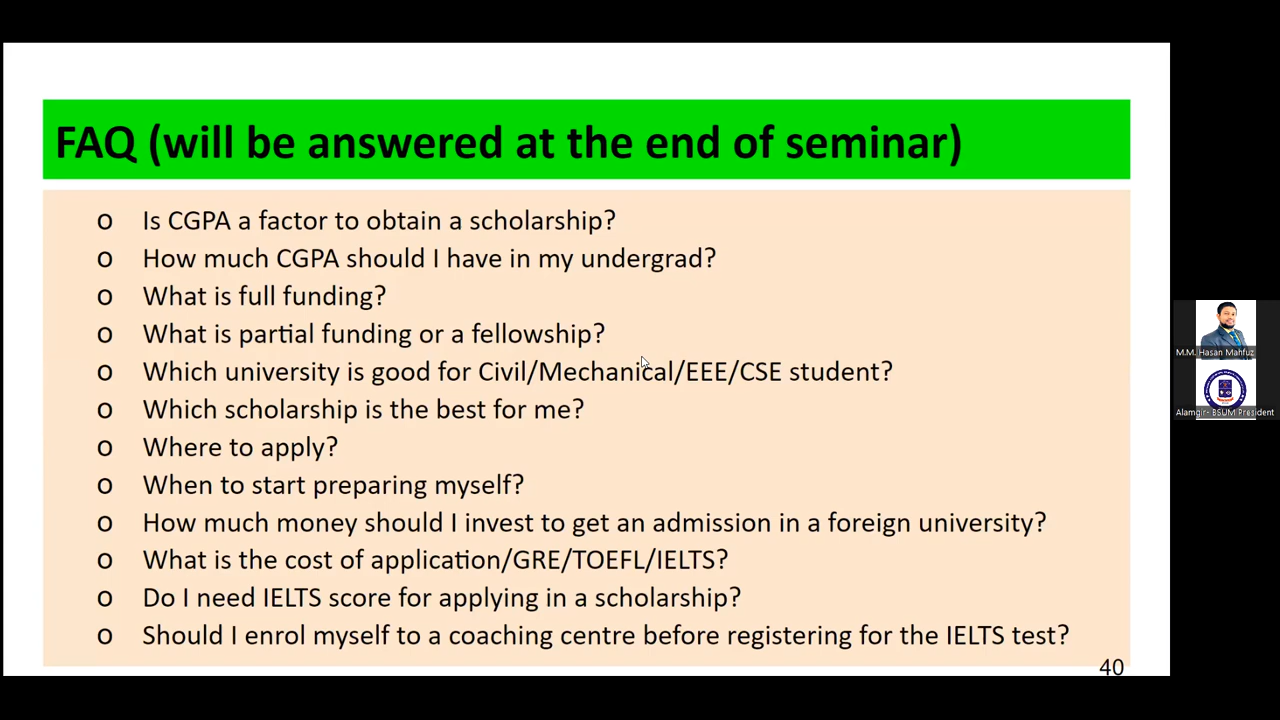 FAQ (will be answered at the end of seminar)
o Is CGPA a factor to obtain a scholarship?
o How much CGPA should I have in my undergrad?
o What is full funding?
o What is partial funding or a fellowship?
o Which university is good for Civil/Mechanical/EEE/CSE student?
o Which scholarship is the best for me?
o Where to apply?
o When to start preparing myself?
o How much money should I invest to get an admission in a foreign university?
o What is the cost of application/GRE/TOEFL/IELTS?
o Do I need IELTS score for applying in a scholarship?
o Should I enrol myself to a coaching centre before registering for the IELTS test?
40
M.M. Hasan Mahfuz
Alamgir- BSUM President